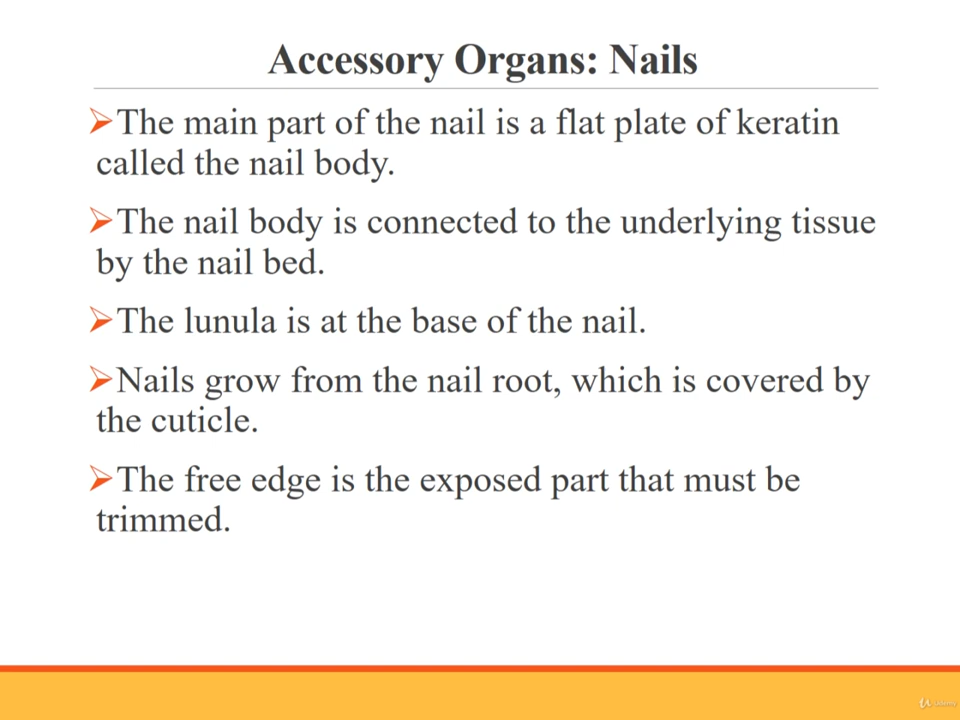 Accessory Organs: Nails
➢The main part of the nail is a flat plate of keratin
called the nail body.
➢The nail body is connected to the underlying tissue
by the nail bed.
➢The lunula is at the base of the nail.
➢Nails grow from the nail root, which is covered by
the cuticle.
➢The free edge is the exposed part that must be
trimmed.
Udemy